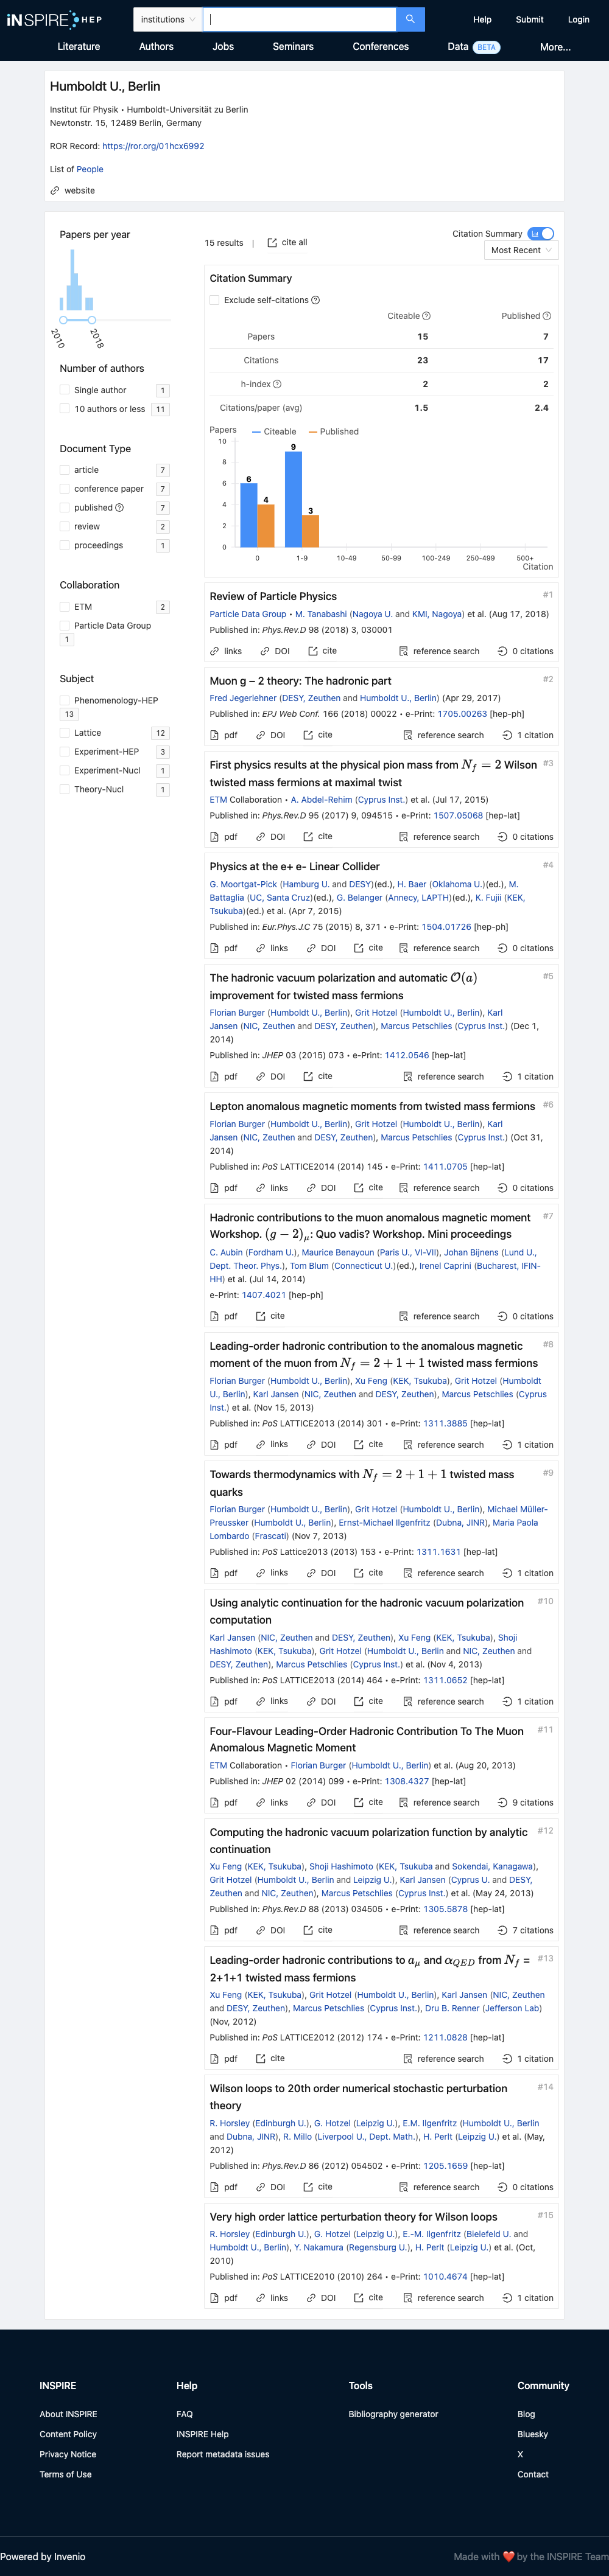 iNSPIRE HEP
institutions
Help
Submit
Login
Literature
Authors
Jobs
Seminars
Conferences
Data BETA
More...
Humboldt U., Berlin
Institut für Physik • Humboldt-Universität zu Berlin
Newtonstr. 15, 12489 Berlin, Germany
ROR Record: https://ror.org/01hcx6992
List of People
website
Papers per year
2010
2018
Number of authors
Single author 1
10 authors or less 11
Document Type
article 7
conference paper 7
published 7
review 2
proceedings 1
Collaboration
ETM 2
Particle Data Group
1
Subject
Phenomenology-HEP
13
Lattice 12
Experiment-HEP 3
Experiment-Nucl 1
Theory-Nucl 1
15 results | cite all
Citation Summary
Most Recent
Citation Summary
Exclude self-citations
Citeable Published
Papers 15 7
Citations 23 17
h-index 2 2
Citations/paper (avg) 1.5 2.4
Papers
Citeable Published
10
8
6
4
2
0
6
4
9
3
0 1-9 10-49 50-99 100-249 250-499 500+
Citation
Review of Particle Physics #1
Particle Data Group • M. Tanabashi (Nagoya U. and KMI, Nagoya) et al. (Aug 17, 2018)
Published in: Phys.Rev.D 98 (2018) 3, 030001
links DOI cite reference search 0 citations
Muon g – 2 theory: The hadronic part #2
Fred Jegerlehner (DESY, Zeuthen and Humboldt U., Berlin) (Apr 29, 2017)
Published in: EPJ Web Conf. 166 (2018) 00022 • e-Print: 1705.00263 [hep-ph]
pdf DOI cite reference search 1 citation
First physics results at the physical pion mass from N_f = 2 Wilson #3
twisted mass fermions at maximal twist
ETM Collaboration • A. Abdel-Rehim (Cyprus Inst.) et al. (Jul 17, 2015)
Published in: Phys.Rev.D 95 (2017) 9, 094515 • e-Print: 1507.05068 [hep-lat]
pdf DOI cite reference search 0 citations
Physics at the e+ e- Linear Collider #4
G. Moortgat-Pick (Hamburg U. and DESY)(ed.), H. Baer (Oklahoma U.)(ed.), M.
Battaglia (UC, Santa Cruz)(ed.), G. Belanger (Annecy, LAPTH)(ed.), K. Fujii (KEK,
Tsukuba)(ed.) et al. (Apr 7, 2015)
Published in: Eur.Phys.J.C 75 (2015) 8, 371 • e-Print: 1504.01726 [hep-ph]
pdf links DOI cite reference search 0 citations
The hadronic vacuum polarization and automatic O(a) #5
improvement for twisted mass fermions
Florian Burger (Humboldt U., Berlin), Grit Hotzel (Humboldt U., Berlin), Karl
Jansen (NIC, Zeuthen and DESY, Zeuthen), Marcus Petschlies (Cyprus Inst.) (Dec 1,
2014)
Published in: JHEP 03 (2015) 073 • e-Print: 1412.0546 [hep-lat]
pdf DOI cite reference search 1 citation
Lepton anomalous magnetic moments from twisted mass fermions #6
Florian Burger (Humboldt U., Berlin), Grit Hotzel (Humboldt U., Berlin), Karl
Jansen (NIC, Zeuthen and DESY, Zeuthen), Marcus Petschlies (Cyprus Inst.) (Oct 31,
2014)
Published in: PoS LATTICE2014 (2014) 145 • e-Print: 1411.0705 [hep-lat]
pdf links DOI cite reference search 0 citations
Hadronic contributions to the muon anomalous magnetic moment #7
Workshop. (g − 2)_μ: Quo vadis? Workshop. Mini proceedings
C. Aubin (Fordham U.), Maurice Benayoun (Paris U., VI-VII), Johan Bijnens (Lund U.,
Dept. Theor. Phys.), Tom Blum (Connecticut U.)(ed.), Irenel Caprini (Bucharest, IFIN-
HH) et al. (Jul 14, 2014)
e-Print: 1407.4021 [hep-ph]
pdf cite reference search 0 citations
Leading-order hadronic contribution to the anomalous magnetic #8
moment of the muon from N_f = 2 + 1 + 1 twisted mass fermions
Florian Burger (Humboldt U., Berlin), Xu Feng (KEK, Tsukuba), Grit Hotzel (Humboldt
U., Berlin), Karl Jansen (NIC, Zeuthen and DESY, Zeuthen), Marcus Petschlies (Cyprus
Inst.) et al. (Nov 15, 2013)
Published in: PoS LATTICE2013 (2014) 301 • e-Print: 1311.3885 [hep-lat]
pdf links DOI cite reference search 1 citation
Towards thermodynamics with N_f = 2 + 1 + 1 twisted mass #9
quarks
Florian Burger (Humboldt U., Berlin), Grit Hotzel (Humboldt U., Berlin), Michael Müller-
Preussker (Humboldt U., Berlin), Ernst-Michael Ilgenfritz (Dubna, JINR), Maria Paola
Lombardo (Frascati) (Nov 7, 2013)
Published in: PoS Lattice2013 (2013) 153 • e-Print: 1311.1631 [hep-lat]
pdf links DOI cite reference search 1 citation
Using analytic continuation for the hadronic vacuum polarization #10
computation
Karl Jansen (NIC, Zeuthen and DESY, Zeuthen), Xu Feng (KEK, Tsukuba), Shoji
Hashimoto (KEK, Tsukuba), Grit Hotzel (Humboldt U., Berlin and NIC, Zeuthen and
DESY, Zeuthen), Marcus Petschlies (Cyprus Inst.) et al. (Nov 4, 2013)
Published in: PoS LATTICE2013 (2014) 464 • e-Print: 1311.0652 [hep-lat]
pdf links DOI cite reference search 1 citation
Four-Flavour Leading-Order Hadronic Contribution To The Muon #11
Anomalous Magnetic Moment
ETM Collaboration • Florian Burger (Humboldt U., Berlin) et al. (Aug 20, 2013)
Published in: JHEP 02 (2014) 099 • e-Print: 1308.4327 [hep-lat]
pdf links DOI cite reference search 9 citations
Computing the hadronic vacuum polarization function by analytic #12
continuation
Xu Feng (KEK, Tsukuba), Shoji Hashimoto (KEK, Tsukuba and Sokendai, Kanagawa),
Grit Hotzel (Humboldt U., Berlin and Leipzig U.), Karl Jansen (Cyprus U. and DESY,
Zeuthen and NIC, Zeuthen), Marcus Petschlies (Cyprus Inst.) et al. (May 24, 2013)
Published in: Phys.Rev.D 88 (2013) 034505 • e-Print: 1305.5878 [hep-lat]
pdf DOI cite reference search 7 citations
Leading-order hadronic contributions to a_μ and α_QED from N_f = #13
2+1+1 twisted mass fermions
Xu Feng (KEK, Tsukuba), Grit Hotzel (Humboldt U., Berlin), Karl Jansen (NIC, Zeuthen
and DESY, Zeuthen), Marcus Petschlies (Cyprus Inst.), Dru B. Renner (Jefferson Lab)
(Nov, 2012)
Published in: PoS LATTICE2012 (2012) 174 • e-Print: 1211.0828 [hep-lat]
pdf cite reference search 1 citation
Wilson loops to 20th order numerical stochastic perturbation #14
theory
R. Horsley (Edinburgh U.), G. Hotzel (Leipzig U.), E.M. Ilgenfritz (Humboldt U., Berlin
and Dubna, JINR), R. Millo (Liverpool U., Dept. Math.), H. Perlt (Leipzig U.) et al. (May,
2012)
Published in: Phys.Rev.D 86 (2012) 054502 • e-Print: 1205.1659 [hep-lat]
pdf DOI cite reference search 0 citations
Very high order lattice perturbation theory for Wilson loops #15
R. Horsley (Edinburgh U.), G. Hotzel (Leipzig U.), E.-M. Ilgenfritz (Bielefeld U. and
Humboldt U., Berlin), Y. Nakamura (Regensburg U.), H. Perlt (Leipzig U.) et al. (Oct,
2010)
Published in: PoS LATTICE2010 (2010) 264 • e-Print: 1010.4674 [hep-lat]
pdf links DOI cite reference search 1 citation
INSPIRE
About INSPIRE
Content Policy
Privacy Notice
Terms of Use
Help
FAQ
INSPIRE Help
Report metadata issues
Tools
Bibliography generator
Community
Blog
Bluesky
X
Contact
Powered by Invenio
Made with ❤️ by the INSPIRE Team